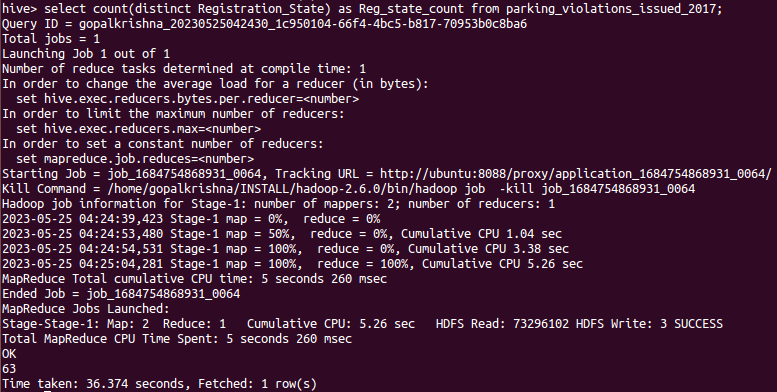 hive> select count(distinct Registration_State) as Reg_state_count from parking_violations_issued_2017;
Query ID = gopalkrishna_20230525042430_1c950104-66f4-4bc5-b817-70953b0c8ba6
Total jobs = 1
Launching Job 1 out of 1
Number of reduce tasks determined at compile time: 1
In order to change the average load for a reducer (in bytes):
  set hive.exec.reducers.bytes.per.reducer=<number>
In order to limit the maximum number of reducers:
  set hive.exec.reducers.max=<number>
In order to set a constant number of reducers:
  set mapreduce.job.reduces=<number>
Starting Job = job_1684754868931_0064, Tracking URL = http://ubuntu:8088/proxy/application_1684754868931_0064/
Kill Command = /home/gopalkrishna/INSTALL/hadoop-2.6.0/bin/hadoop job  -kill job_1684754868931_0064
Hadoop job information for Stage-1: number of mappers: 2; number of reducers: 1
2023-05-25 04:24:39,423 Stage-1 map = 0%,  reduce = 0%
2023-05-25 04:24:53,480 Stage-1 map = 50%,  reduce = 0%, Cumulative CPU 1.04 sec
2023-05-25 04:24:54,531 Stage-1 map = 100%,  reduce = 0%, Cumulative CPU 3.38 sec
2023-05-25 04:25:04,281 Stage-1 map = 100%,  reduce = 100%, Cumulative CPU 5.26 sec
MapReduce Total cumulative CPU time: 5 seconds 260 msec
Ended Job = job_1684754868931_0064
MapReduce Jobs Launched:
Stage-Stage-1: Map: 2  Reduce: 1   Cumulative CPU: 5.26 sec   HDFS Read: 73296102 HDFS Write: 3 SUCCESS
Total MapReduce CPU Time Spent: 5 seconds 260 msec
OK
63
Time taken: 36.374 seconds, Fetched: 1 row(s)